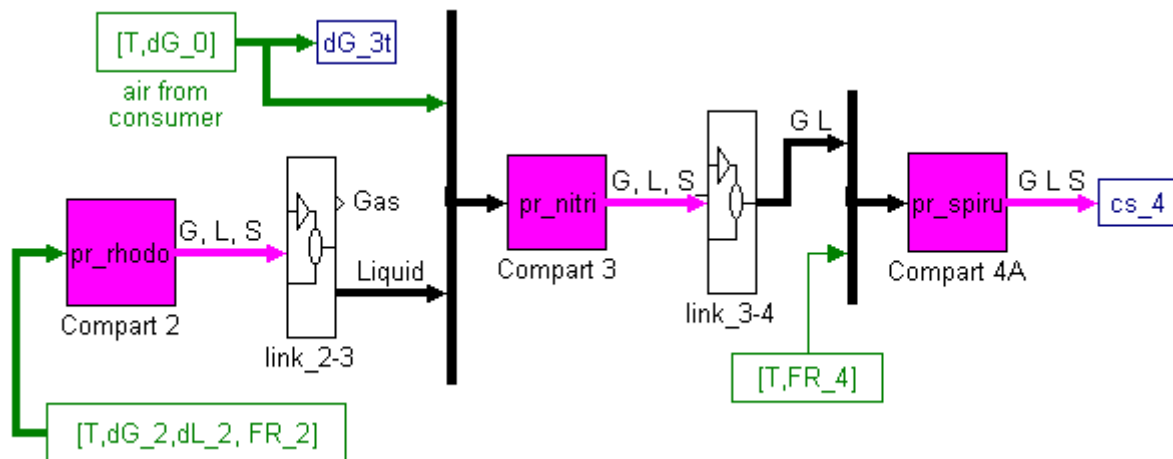 [T,dG_0]
dG_3t
air from
consumer
G L
G, L, S
Gas
G, L, S
G L S
pr_rhodo
pr_nitri
pr_spiru
cs_4
Liquid
Compart 2
Compart 3
Compart 4A
link_2-3
link_3-4
[T,FR_4]
[T,dG_2,dL_2, FR_2]